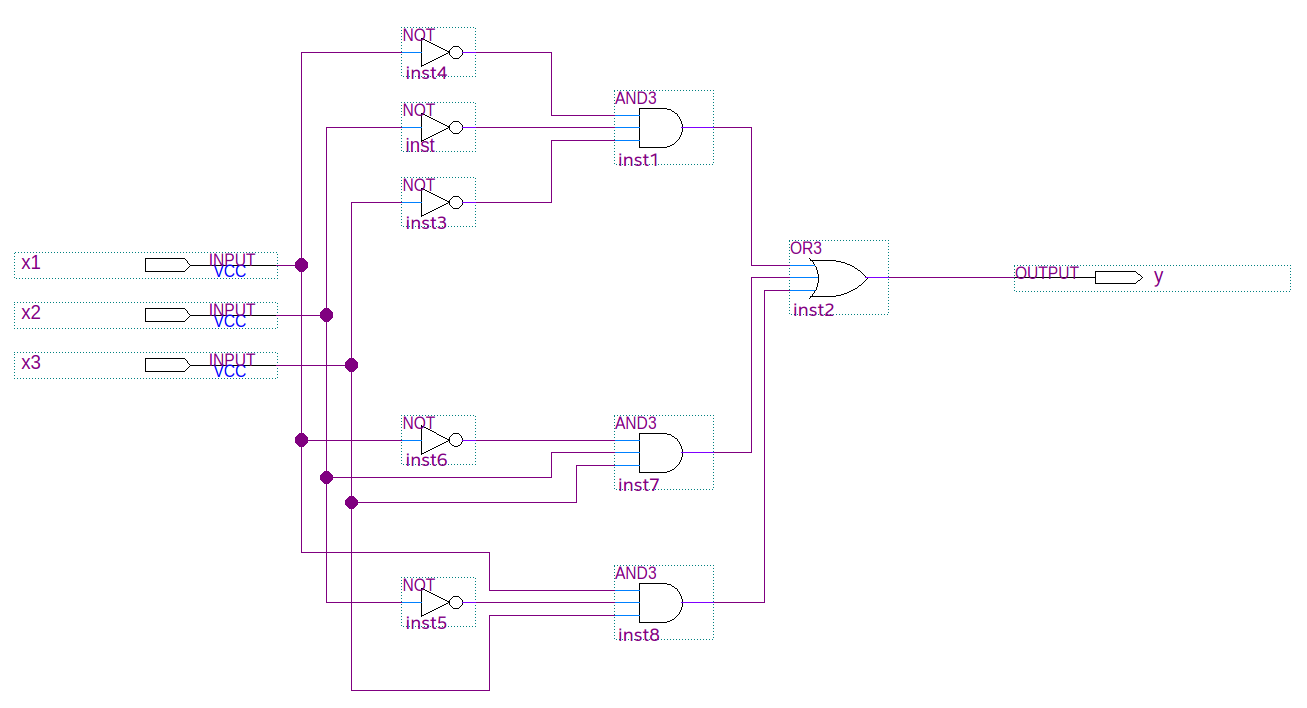 NOT
inst4
NOT
inst
AND3
inst1
NOT
inst3
x1
INPUT
VCC
x2
INPUT
VCC
x3
INPUT
VCC
OR3
inst2
OUTPUT
y
NOT
inst6
AND3
inst7
NOT
inst5
AND3
inst8